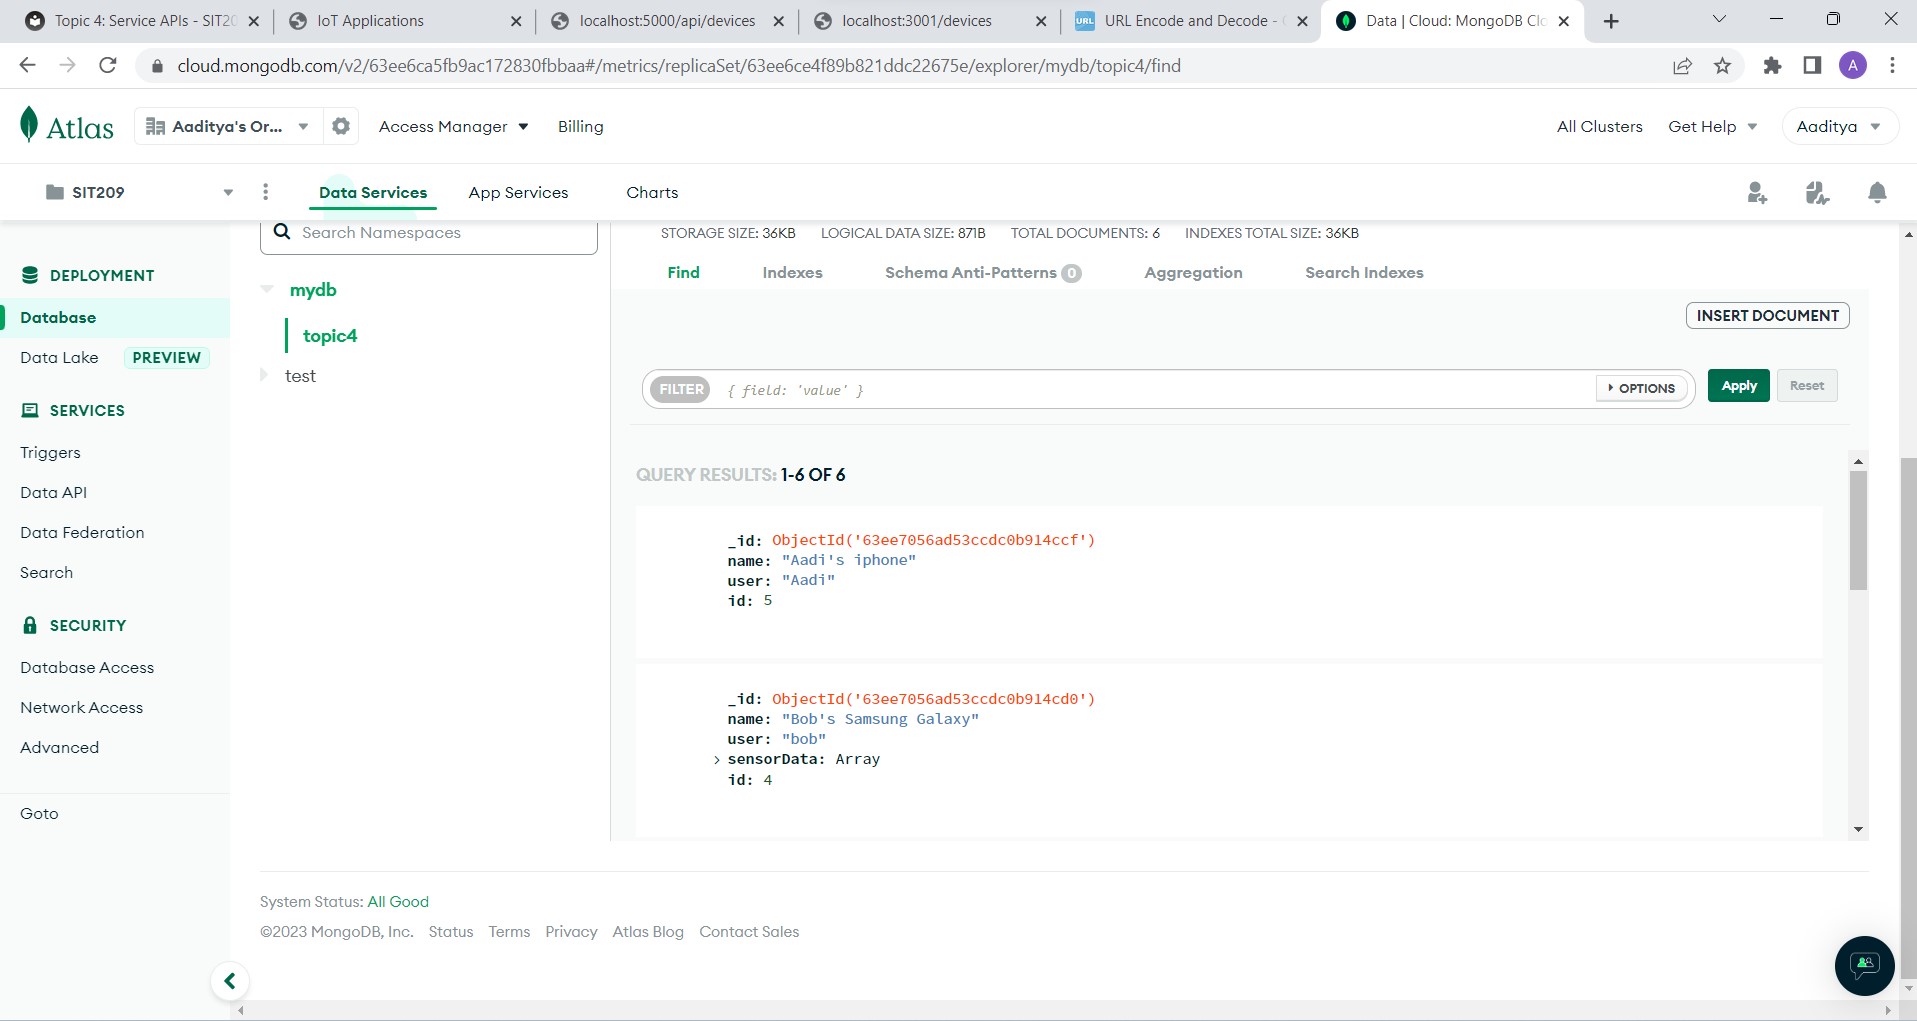 Topic 4: Service APIs - SIT20
IoT Applications
localhost:5000/api/devices
localhost:3001/devices
URL
URL Encode and Decode -
Data | Cloud: MongoDB Clo
cloud.mongodb.com/v2/63ee6ca5fb9ac172830fbbaa#/metrics/replicaSet/63ee6ce4f89b821ddc22675e/explorer/mydb/topic4/find
A
Atlas
Aaditya's Or...
Access Manager
Billing
All Clusters
Get Help
Aaditya
SIT209
Data Services
App Services
Charts
DEPLOYMENT
Database
Data Lake
PREVIEW
SERVICES
Triggers
Data API
Data Federation
Search
SECURITY
Database Access
Network Access
Advanced
Goto
Search Namespaces
mydb
topic4
test
STORAGE SIZE: 36KB
LOGICAL DATA SIZE: 871B
TOTAL DOCUMENTS: 6
INDEXES TOTAL SIZE: 36KB
Find
Indexes
Schema Anti-Patterns 0
Aggregation
Search Indexes
INSERT DOCUMENT
FILTER
{ field: 'value' }
OPTIONS
Apply
Reset
QUERY RESULTS: 1-6 OF 6
_id: ObjectId('63ee7056ad53ccdc0b914ccf')
name: "Aadi's iphone"
user: "Aadi"
id: 5
_id: ObjectId('63ee7056ad53ccdc0b914cd0')
name: "Bob's Samsung Galaxy"
user: "bob"
sensorData: Array
id: 4
System Status: All Good
©2023 MongoDB, Inc.
Status
Terms
Privacy
Atlas Blog
Contact Sales